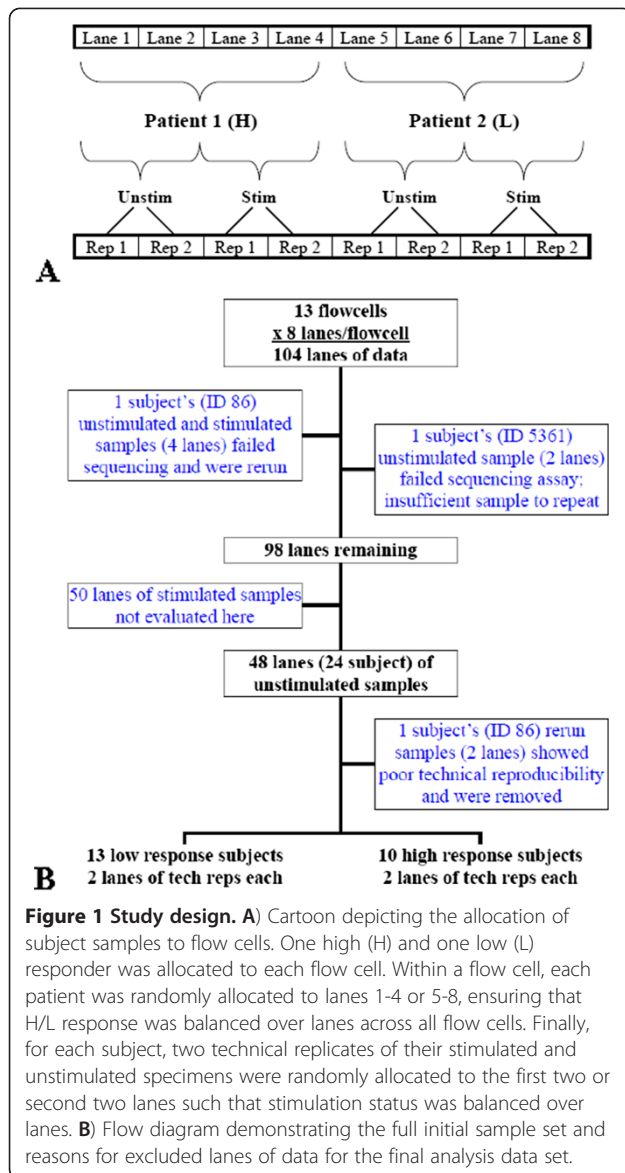 Lane 1 Lane 2 Lane 3 Lane 4 Lane 5 Lane 6 Lane 7 Lane 8
Patient 1 (H) Patient 2 (L)
Unstim Stim Unstim Stim
Rep 1 Rep 2 Rep 1 Rep 2 Rep 1 Rep 2 Rep 1 Rep 2
A
13 flowcells
x 8 lanes/flowcell
104 lanes of data
1 subject's (ID 86)
unstimulated and stimulated
samples (4 lanes) failed
sequencing and were rerun
1 subject's (ID 5361)
unstimulated sample (2 lanes)
failed sequencing assay;
insufficient sample to repeat
98 lanes remaining
50 lanes of stimulated samples
not evaluated here
48 lanes (24 subject) of
unstimulated samples
1 subject's (ID 86) rerun
samples (2 lanes) showed
poor technical reproducibility
and were removed
13 low response subjects
2 lanes of tech reps each
10 high response subjects
2 lanes of tech reps each
B
Figure 1 Study design. A) Cartoon depicting the allocation of
subject samples to flow cells. One high (H) and one low (L)
responder was allocated to each flow cell. Within a flow cell, each
patient was randomly allocated to lanes 1-4 or 5-8, ensuring that
H/L response was balanced over lanes across all flow cells. Finally,
for each subject, two technical replicates of their stimulated and
unstimulated specimens were randomly allocated to the first two or
second two lanes such that stimulation status was balanced over
lanes. B) Flow diagram demonstrating the full initial sample set and
reasons for excluded lanes of data for the final analysis data set.